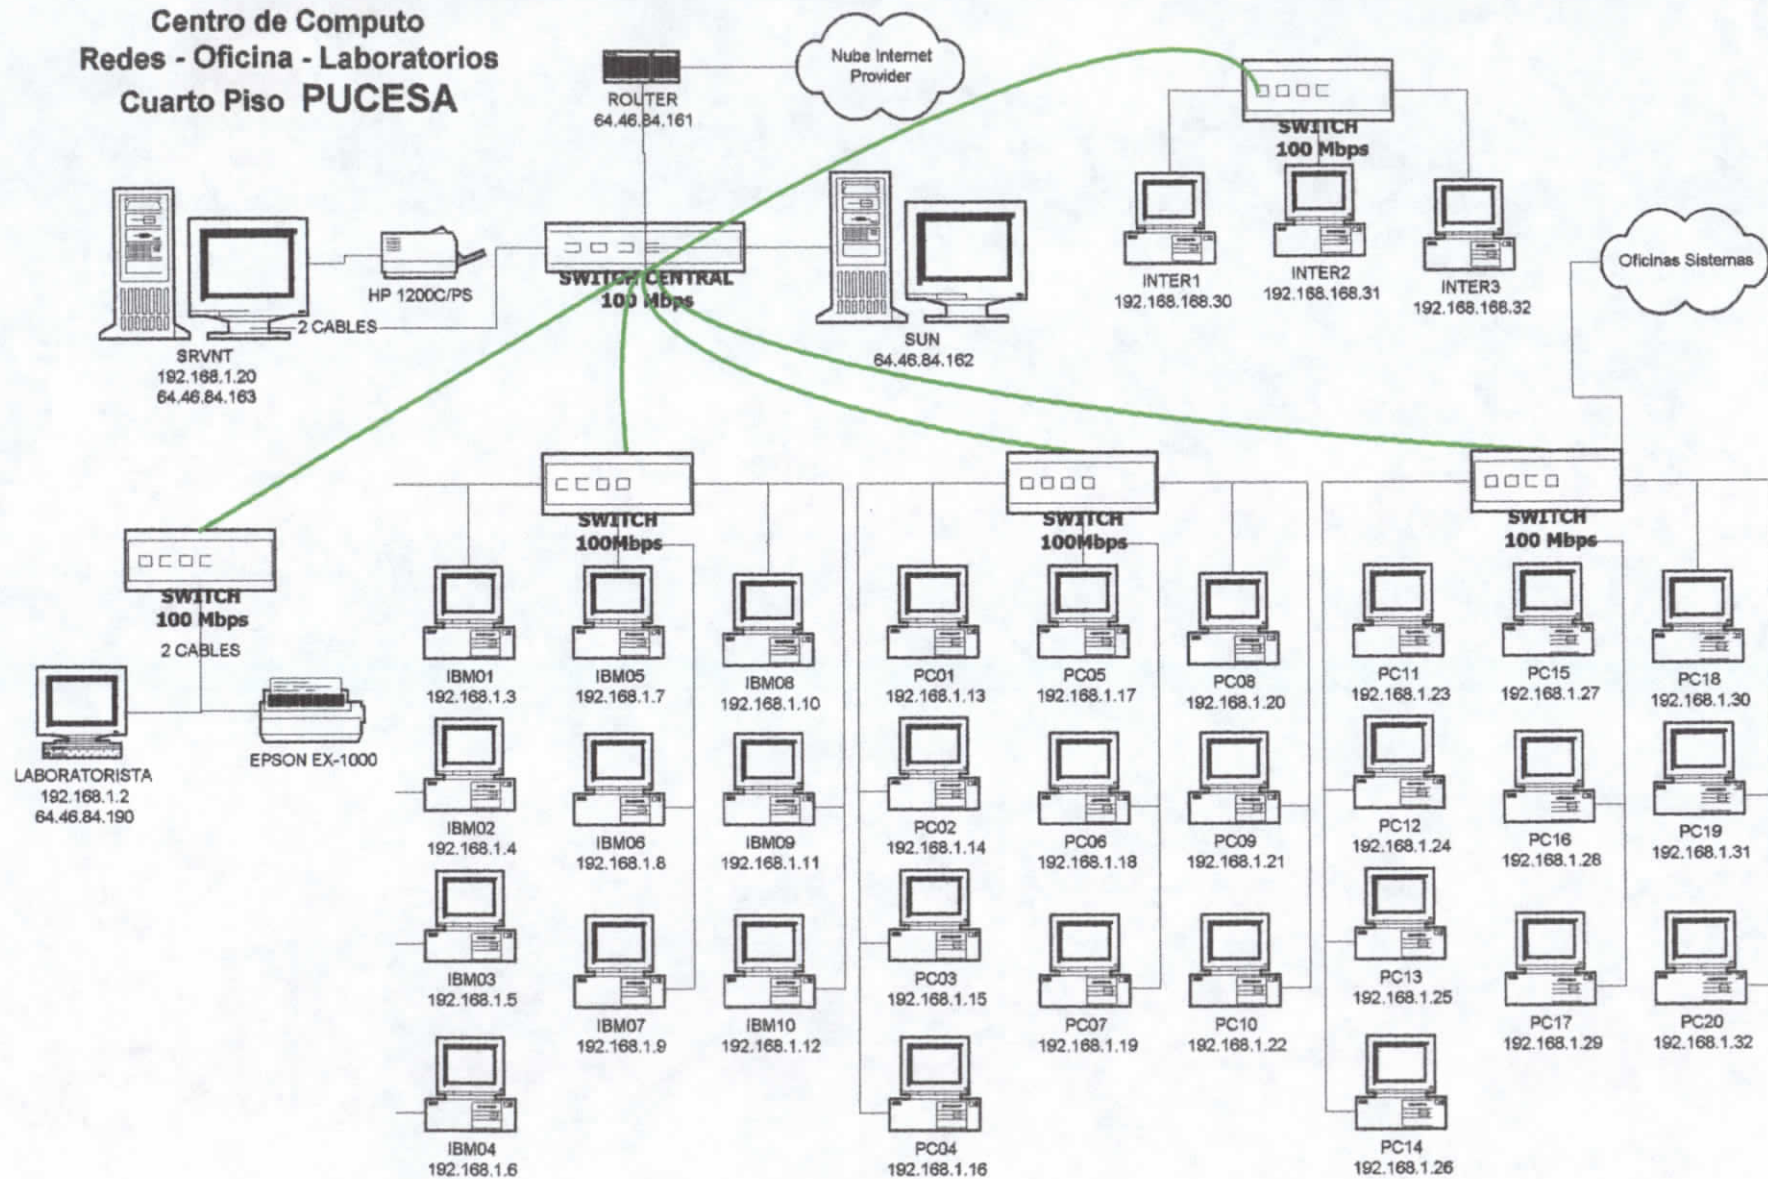 Centro de Computo
Redes - Oficina - Laboratorios
Cuarto Piso PUCESA
ROUTER
64.46.84.161
Nube Internet
Provider
SWITCH
100 Mbps
INTER1
192.168.168.30
INTER2
192.168.168.31
INTER3
192.168.168.32
Oficinas Sistemas
SRVNT
192.168.1.20
64.46.84.163
HP 1200C/PS
2 CABLES
SWITCH CENTRAL
100 Mbps
SUN
64.46.84.162
SWITCH
100 Mbps
2 CABLES
LABORATORISTA
192.168.1.2
64.46.84.190
EPSON EX-1000
SWITCH
100Mbps
IBM01
192.168.1.3
IBM02
192.168.1.4
IBM03
192.168.1.5
IBM04
192.168.1.6
IBM05
192.168.1.7
IBM06
192.168.1.8
IBM07
192.168.1.9
IBM08
192.168.1.10
IBM09
192.168.1.11
IBM10
192.168.1.12
SWITCH
100Mbps
PC01
192.168.1.13
PC02
192.168.1.14
PC03
192.168.1.15
PC04
192.168.1.16
PC05
192.168.1.17
PC06
192.168.1.18
PC07
192.168.1.19
PC08
192.168.1.20
PC09
192.168.1.21
PC10
192.168.1.22
SWITCH
100 Mbps
PC11
192.168.1.23
PC12
192.168.1.24
PC13
192.168.1.25
PC14
192.168.1.26
PC15
192.168.1.27
PC16
192.168.1.28
PC17
192.168.1.29
PC18
192.168.1.30
PC19
192.168.1.31
PC20
192.168.1.32